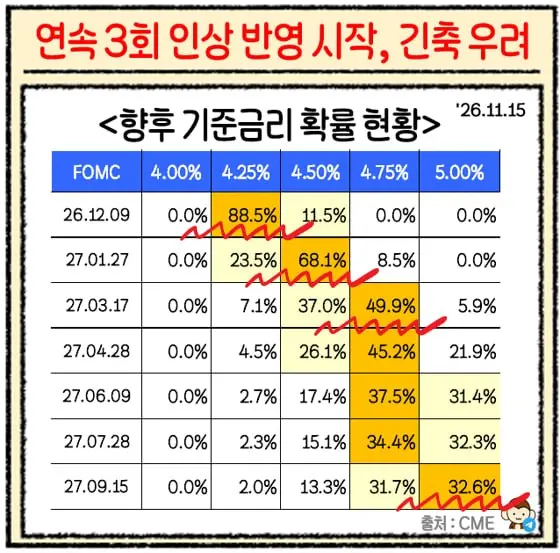 연속 3회 인상 반영 시작, 긴축 우려
'26.11.15
<향후 기준금리 확률 현황>
FOMC 4.00% 4.25% 4.50% 4.75% 5.00%
26.12.09 0.0% 88.5% 11.5% 0.0% 0.0%
27.01.27 0.0% 23.5% 68.1% 8.5% 0.0%
27.03.17 0.0% 7.1% 37.0% 49.9% 5.9%
27.04.28 0.0% 4.5% 26.1% 45.2% 21.9%
27.06.09 0.0% 2.7% 17.4% 37.5% 31.4%
27.07.28 0.0% 2.3% 15.1% 34.4% 32.3%
27.09.15 0.0% 2.0% 13.3% 31.7% 32.6%
출처 : CME